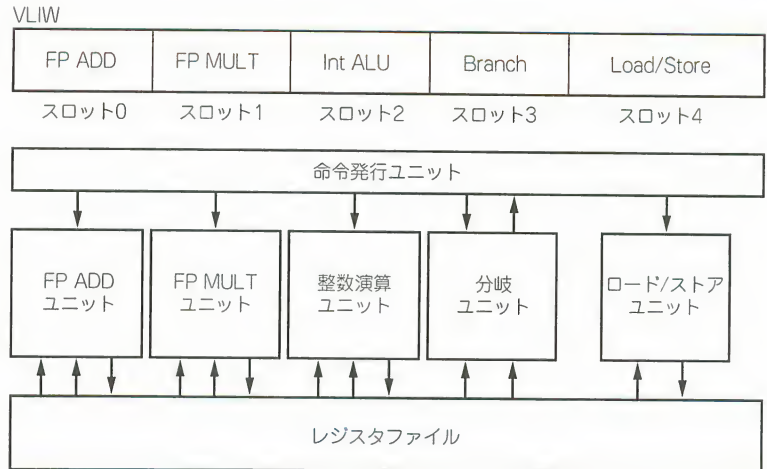 VLIW
FP ADD FP MULT Int ALU Branch Load/Store
スロット0 スロット1 スロット2 スロット3 スロット4
命令発行ユニット
FP ADD
ユニット
FP MULT
ユニット
整数演算
ユニット
分岐
ユニット
ロード/ストア
ユニット
レジスタファイル